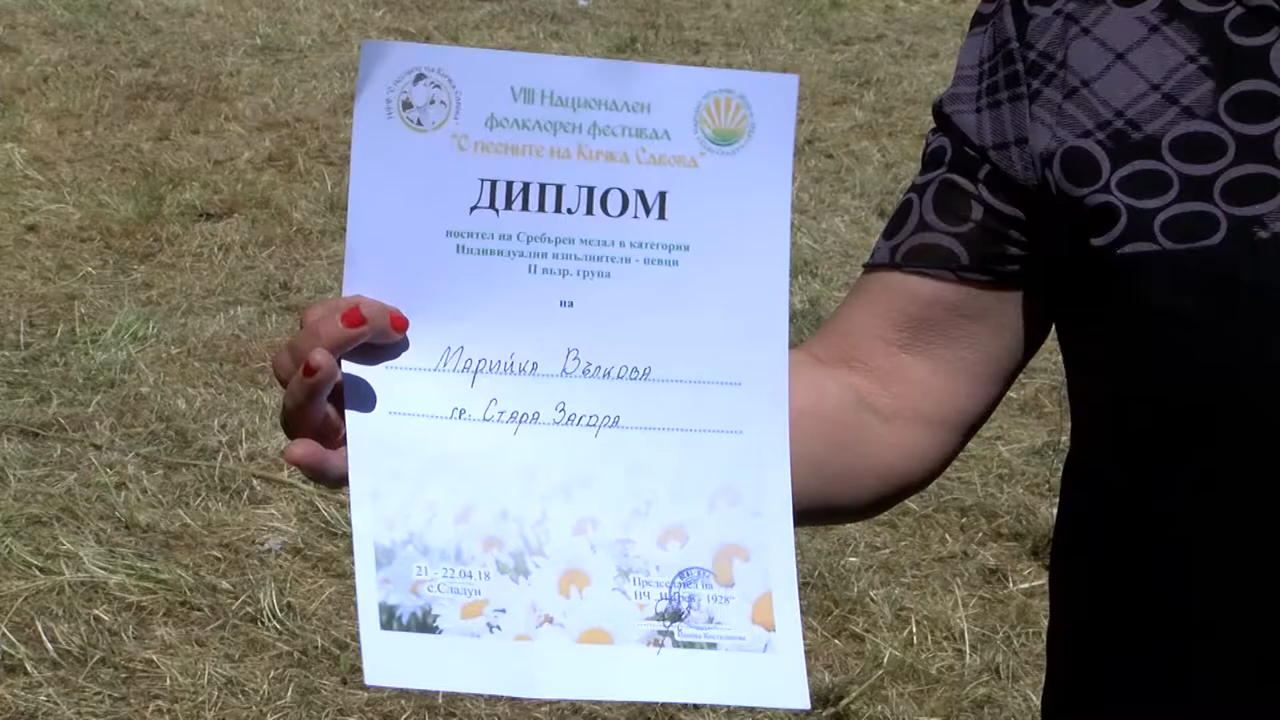 VIII Национален
фолклорен фестивал
"С песните на Кичка Савова"
ДИПЛОМ
носител на Сребърен медал в категория
Индивидуални изпълнители - певци
II възр. група
на
Марийка Вълкова
гр. Стара Загора
21 - 22.04.18
с.Сладун
Председател на
НЧ - 1928"